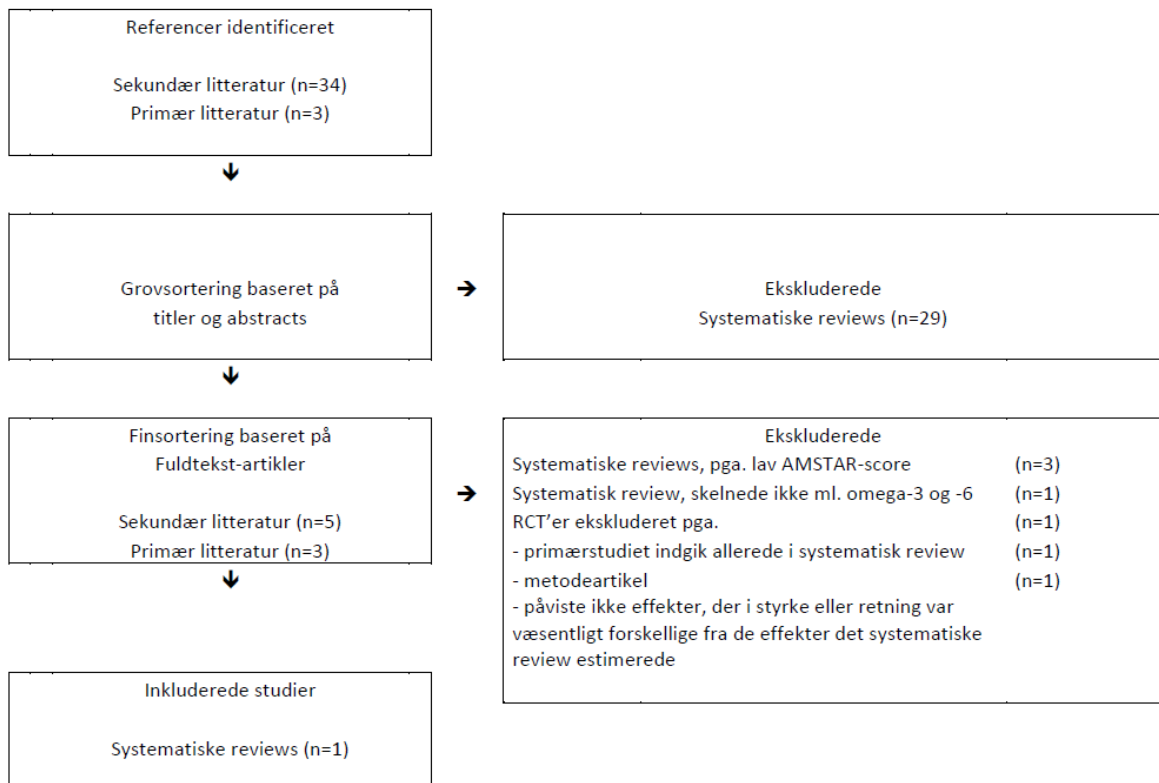 Referencer identificeret
Sekundær litteratur (n=34)
Primær litteratur (n=3)
Grovsortering baseret på
titler og abstracts
Ekskluderede
Systematiske reviews (n=29)
Finsortering baseret på
Fuldtekst-artikler
Sekundær litteratur (n=5)
Primær litteratur (n=3)
Ekskluderede
Systematiske reviews, pga. lav AMSTAR-score (n=3)
Systematisk review, skelnede ikke ml. omega-3 og -6 (n=1)
RCT’er ekskluderet pga. (n=1)
- primærstudiet indgik allerede i systematisk review (n=1)
- metodeartikel (n=1)
- påviste ikke effekter, der i styrke eller retning var
væsentligt forskellige fra de effekter det systematiske
review estimerede
Inkluderede studier
Systematiske reviews (n=1)